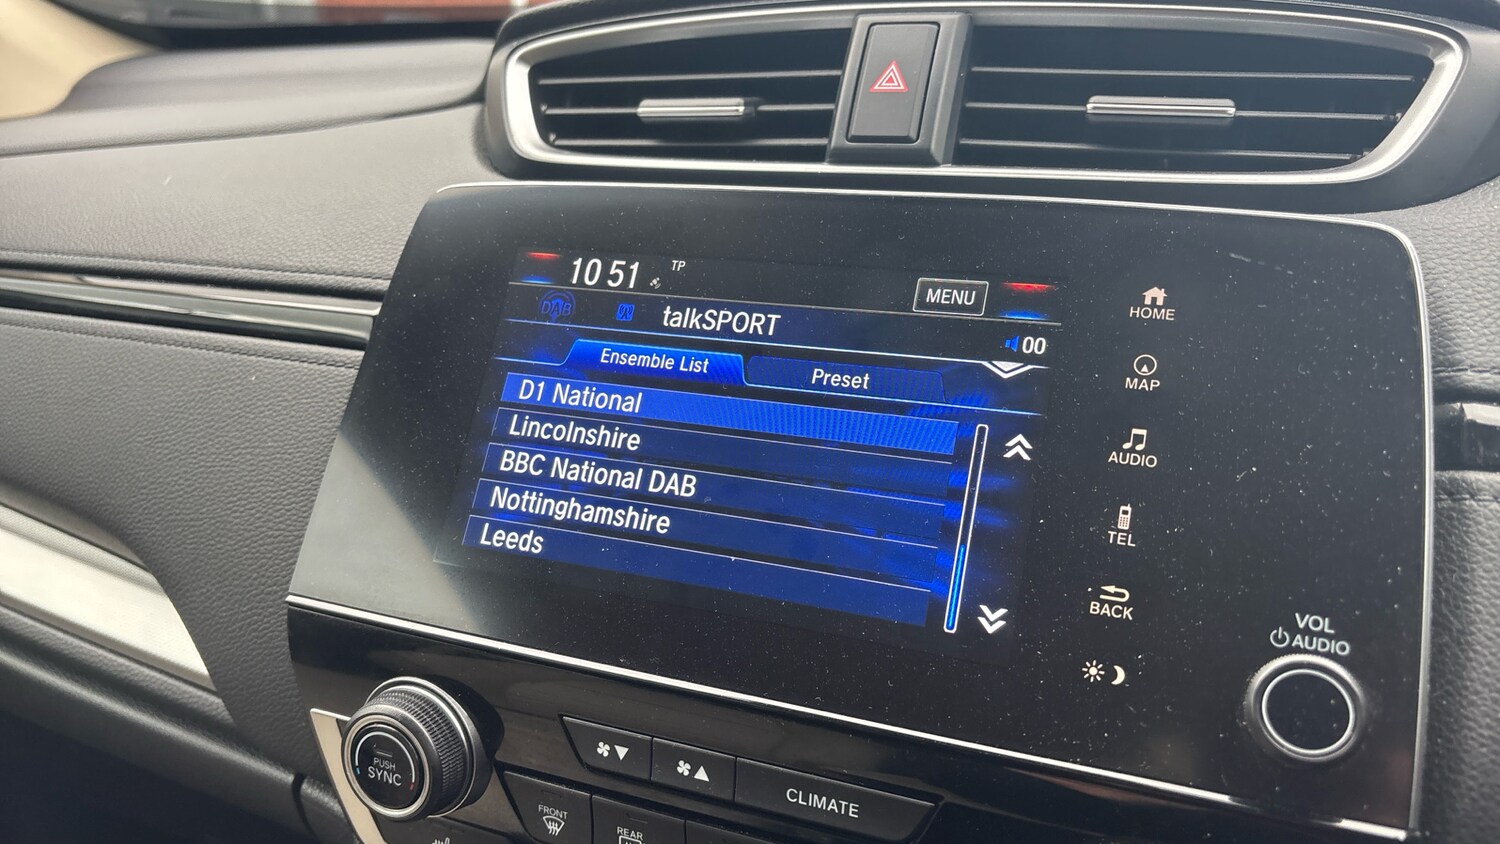 10 51 TP
MENU
DAB talkSPORT
00
Ensemble List
Preset
D1 National
Lincolnshire
BBC National DAB
Nottinghamshire
Leeds
HOME
MAP
AUDIO
TEL
BACK
VOL
AUDIO
PUSH
SYNC
CLIMATE
FRONT
REAR